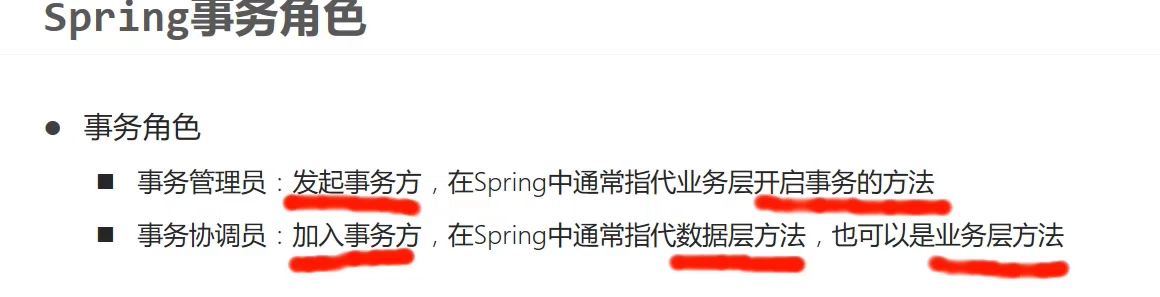 Spring事务角色
事务角色
事务管理员：发起事务方，在Spring中通常指代业务层开启事务的方法
事务协调员：加入事务方，在Spring中通常指代数据层方法，也可以是业务层方法